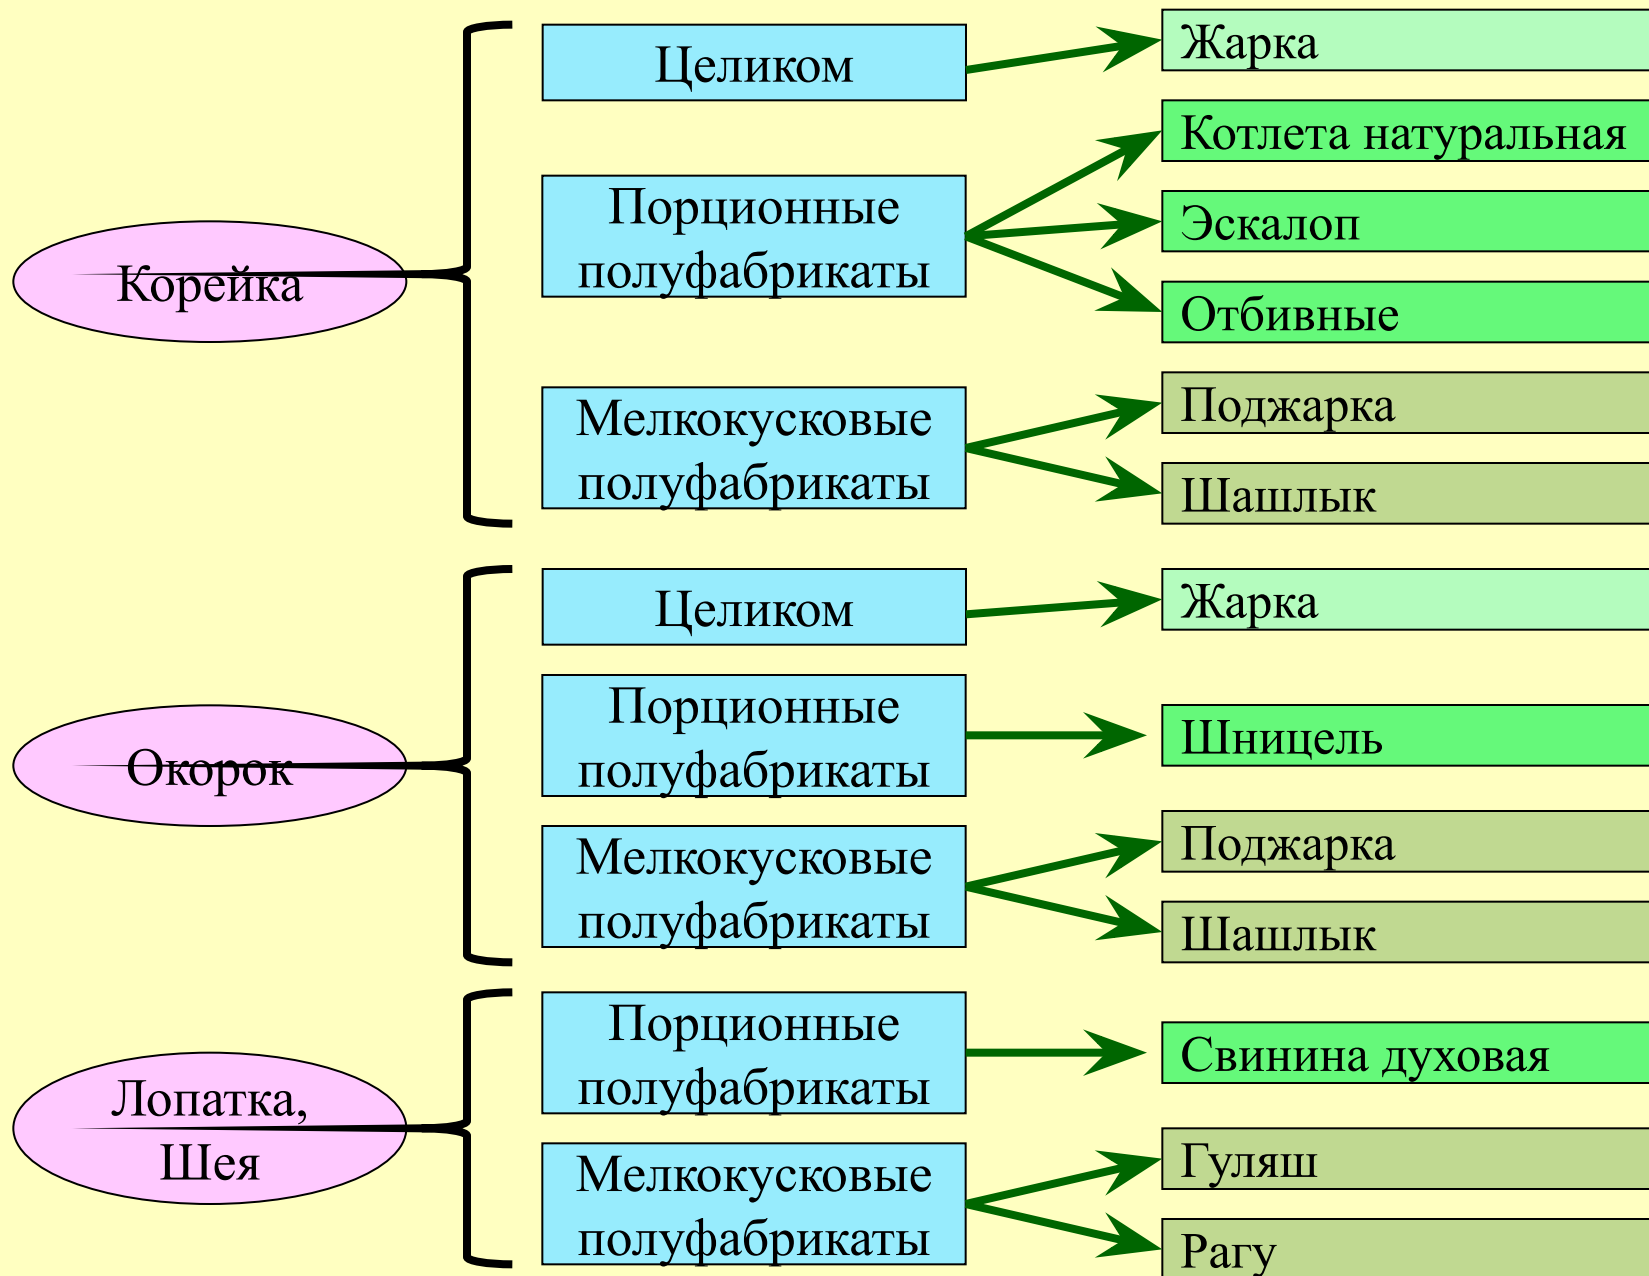 Корейка
Целиком
Жарка
Порционные
полуфабрикаты
Котлета натуральная
Эскалоп
Отбивные
Мелкокусковые
полуфабрикаты
Поджарка
Шашлык
Окорок
Целиком
Жарка
Порционные
полуфабрикаты
Шницель
Мелкокусковые
полуфабрикаты
Поджарка
Шашлык
Лопатка,
Шея
Порционные
полуфабрикаты
Свинина духовая
Мелкокусковые
полуфабрикаты
Гуляш
Рагу